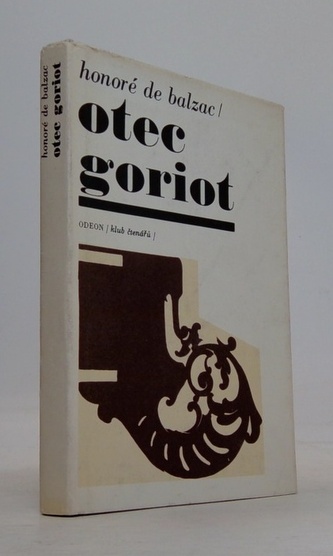 honoré de balzac
otec goriot
honoré de balzac/
otec
goriot
ODEON / klub čtenářů /